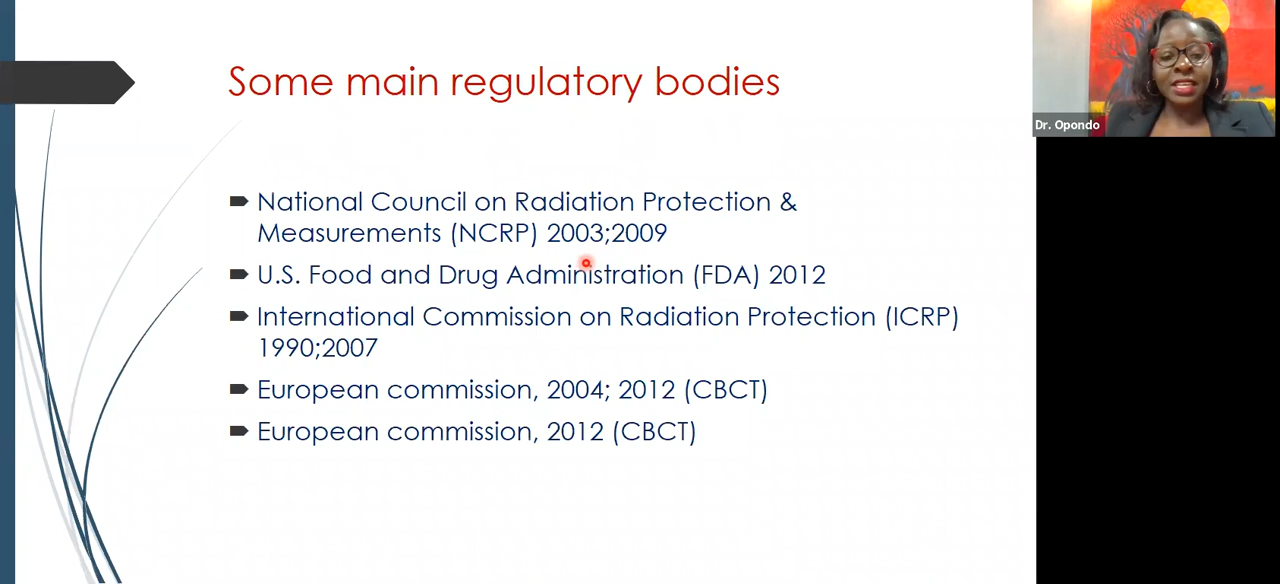 Some main regulatory bodies
National Council on Radiation Protection &
Measurements (NCRP) 2003;2009
U.S. Food and Drug Administration (FDA) 2012
International Commission on Radiation Protection (ICRP)
1990;2007
European commission, 2004; 2012 (CBCT)
European commission, 2012 (CBCT)
Dr. Opondo